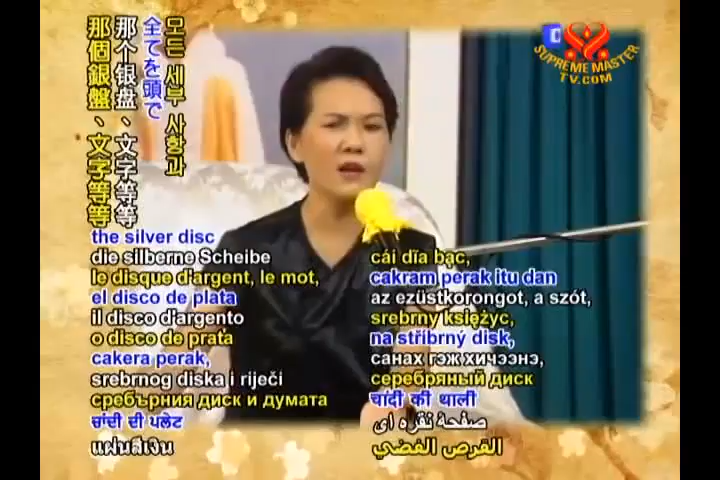 모든 세부 사항과
全てを頭で
那个银盘、文字等等
那個銀盤、文字等等
SUPREME MASTER
TV.COM
the silver disc
die silberne Scheibe
le disque d'argent, le mot,
el disco de plata
il disco d'argento
o disco de prata
cakera perak,
srebrnog diska i riječi
сребърния диск и думата
ਚਾਂਦੀ ਦੀ ਪਲੇਟ
แผ่นสีเงิน
cái dĩa bạc,
cakram perak itu dan
az ezüstkorongot, a szót,
srebrny księżyc,
na stříbrný disk,
санах гэж хичээнэ,
серебряный диск
चांदी की थाली
صفحهٔ نقره ای
القرص الفضي